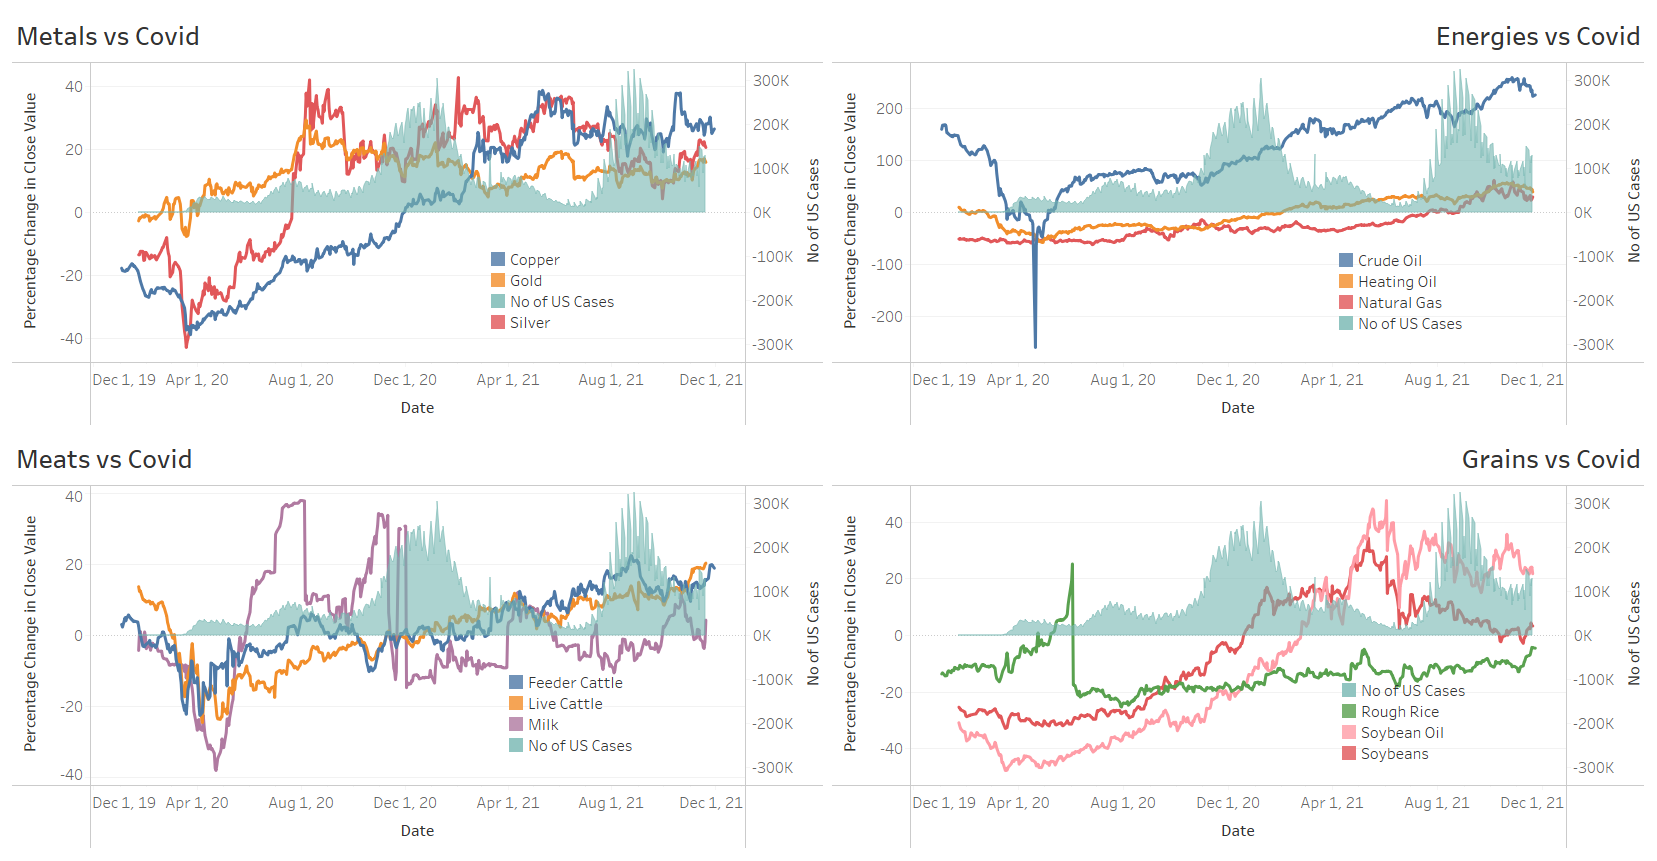 Metals vs Covid
Energies vs Covid
Percentage Change in Close Value
40
20
0
-20
-40
300K
200K
100K
0K
-100K
-200K
-300K
No of US Cases
Copper
Gold
No of US Cases
Silver
Dec 1, 19
Apr 1, 20
Aug 1, 20
Dec 1, 20
Apr 1, 21
Aug 1, 21
Dec 1, 21
Date
Percentage Change in Close Value
200
100
0
-100
-200
300K
200K
100K
0K
-100K
-200K
-300K
No of US Cases
Crude Oil
Heating Oil
Natural Gas
No of US Cases
Dec 1, 19
Apr 1, 20
Aug 1, 20
Dec 1, 20
Apr 1, 21
Aug 1, 21
Dec 1, 21
Date
Meats vs Covid
Grains vs Covid
Percentage Change in Close Value
40
20
0
-20
-40
300K
200K
100K
0K
-100K
-200K
-300K
No of US Cases
Feeder Cattle
Live Cattle
Milk
No of US Cases
Dec 1, 19
Apr 1, 20
Aug 1, 20
Dec 1, 20
Apr 1, 21
Aug 1, 21
Dec 1, 21
Date
Percentage Change in Close Value
40
20
0
-20
-40
300K
200K
100K
0K
-100K
-200K
-300K
No of US Cases
No of US Cases
Rough Rice
Soybean Oil
Soybeans
Dec 1, 19
Apr 1, 20
Aug 1, 20
Dec 1, 20
Apr 1, 21
Aug 1, 21
Dec 1, 21
Date